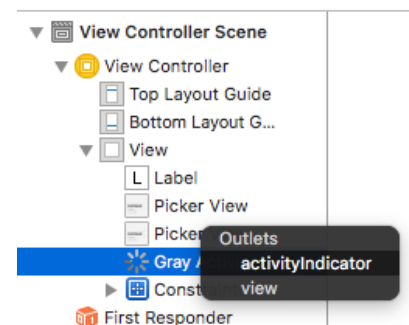 View Controller Scene
View Controller
Top Layout Guide
Bottom Layout G...
View
L Label
Picker View
Picker
Outlets
Gray
activityIndicator
Const
view
First Responder